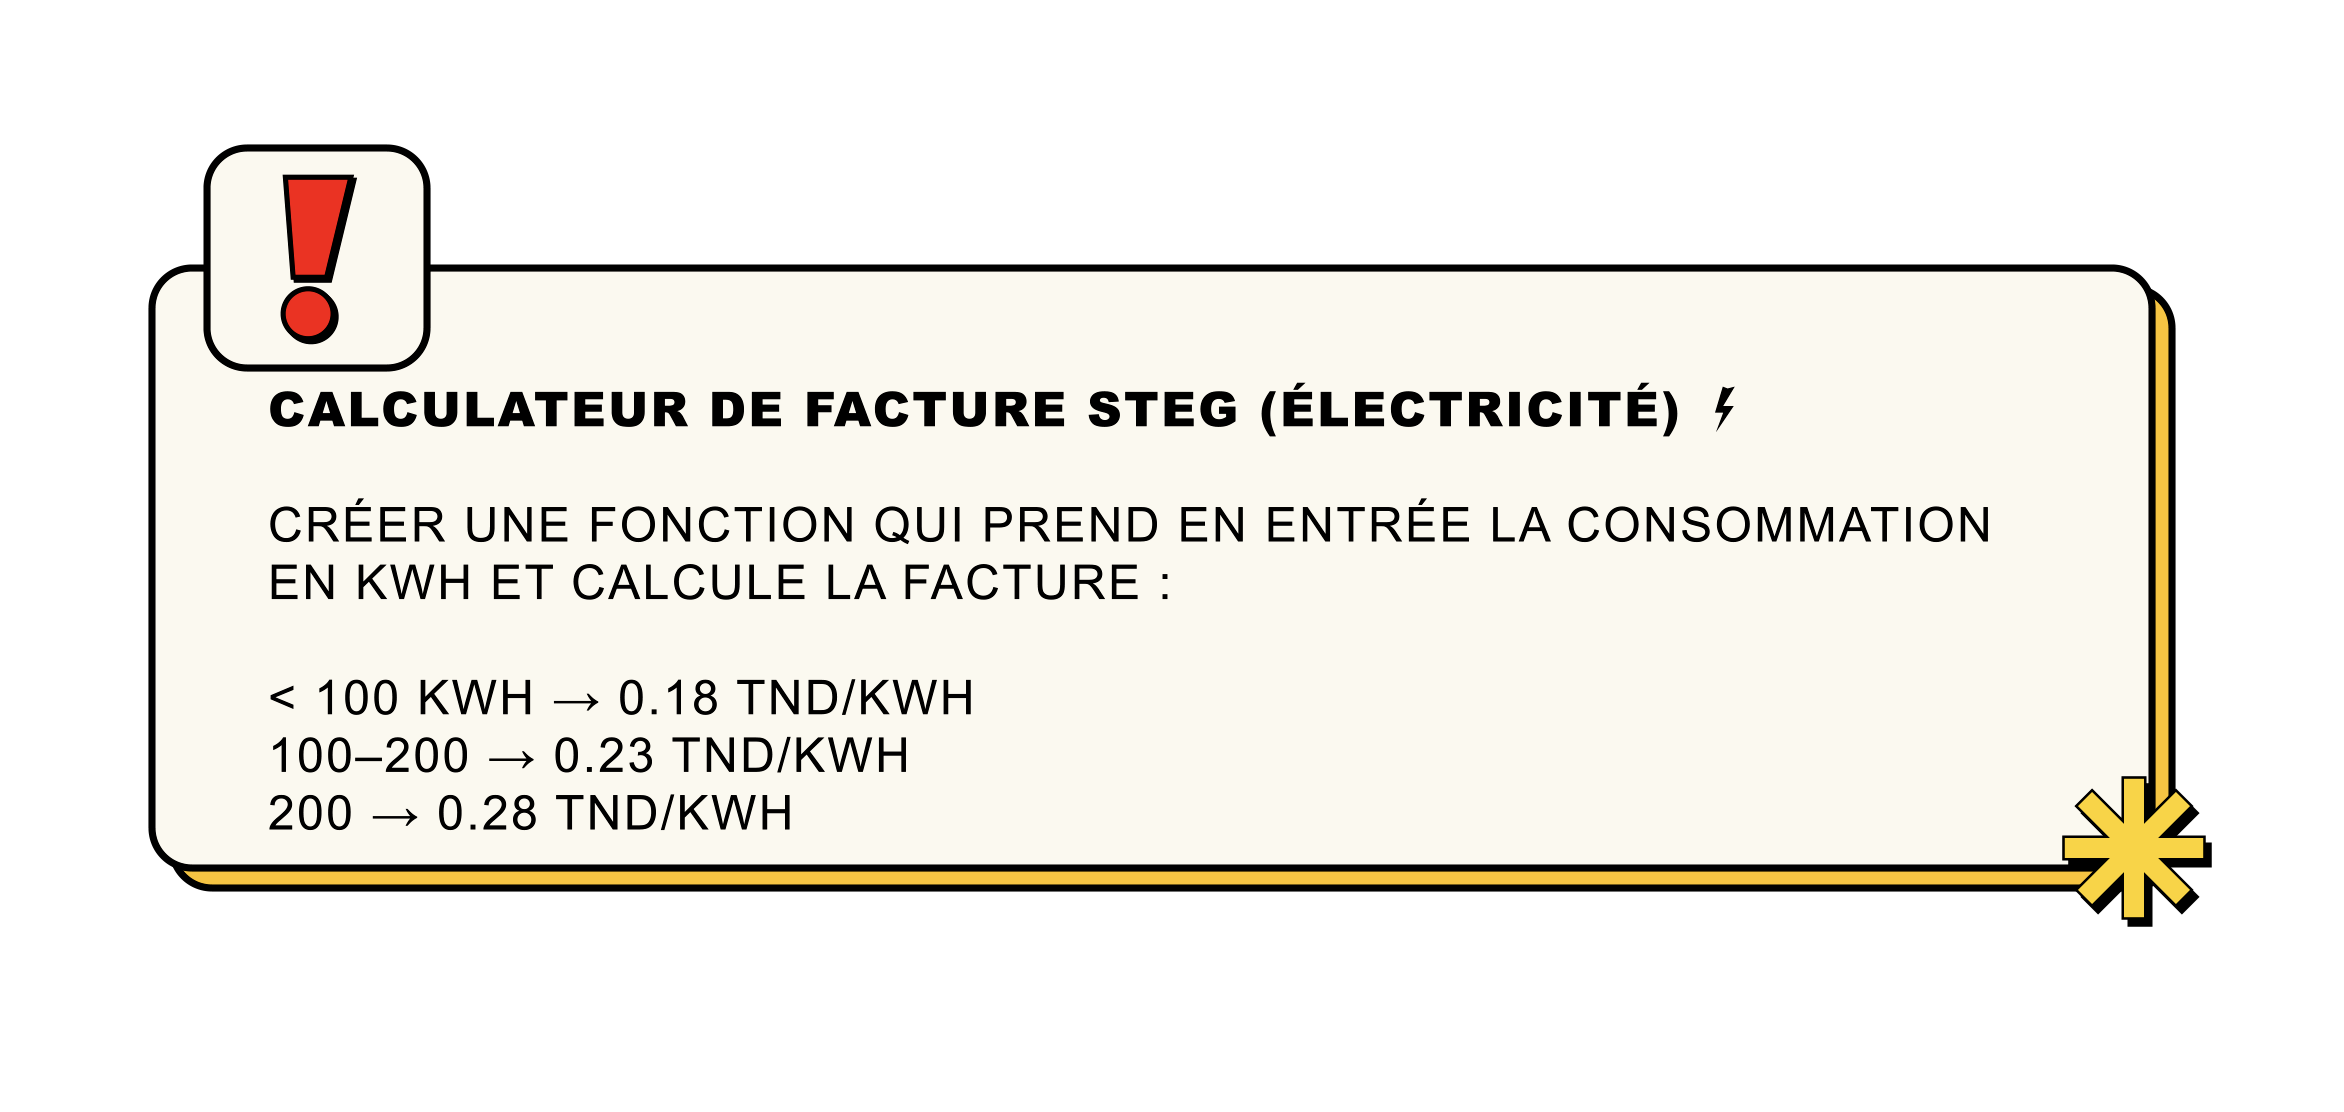 !
CALCULATEUR DE FACTURE STEG (ÉLECTRICITÉ) ⚡
CRÉER UNE FONCTION QUI PREND EN ENTRÉE LA CONSOMMATION
EN KWH ET CALCULE LA FACTURE :
< 100 KWH → 0.18 TND/KWH
100–200 → 0.23 TND/KWH
200 → 0.28 TND/KWH